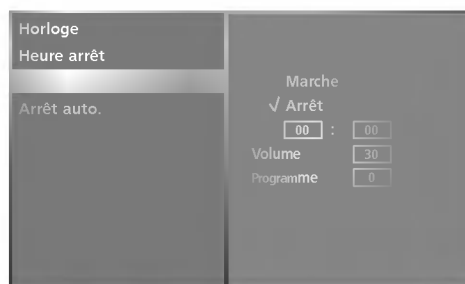 Horloge
Heure arrêt
Arrêt auto.
Marche
√ Arrêt
00 : 00
Volume 30
Programme 0